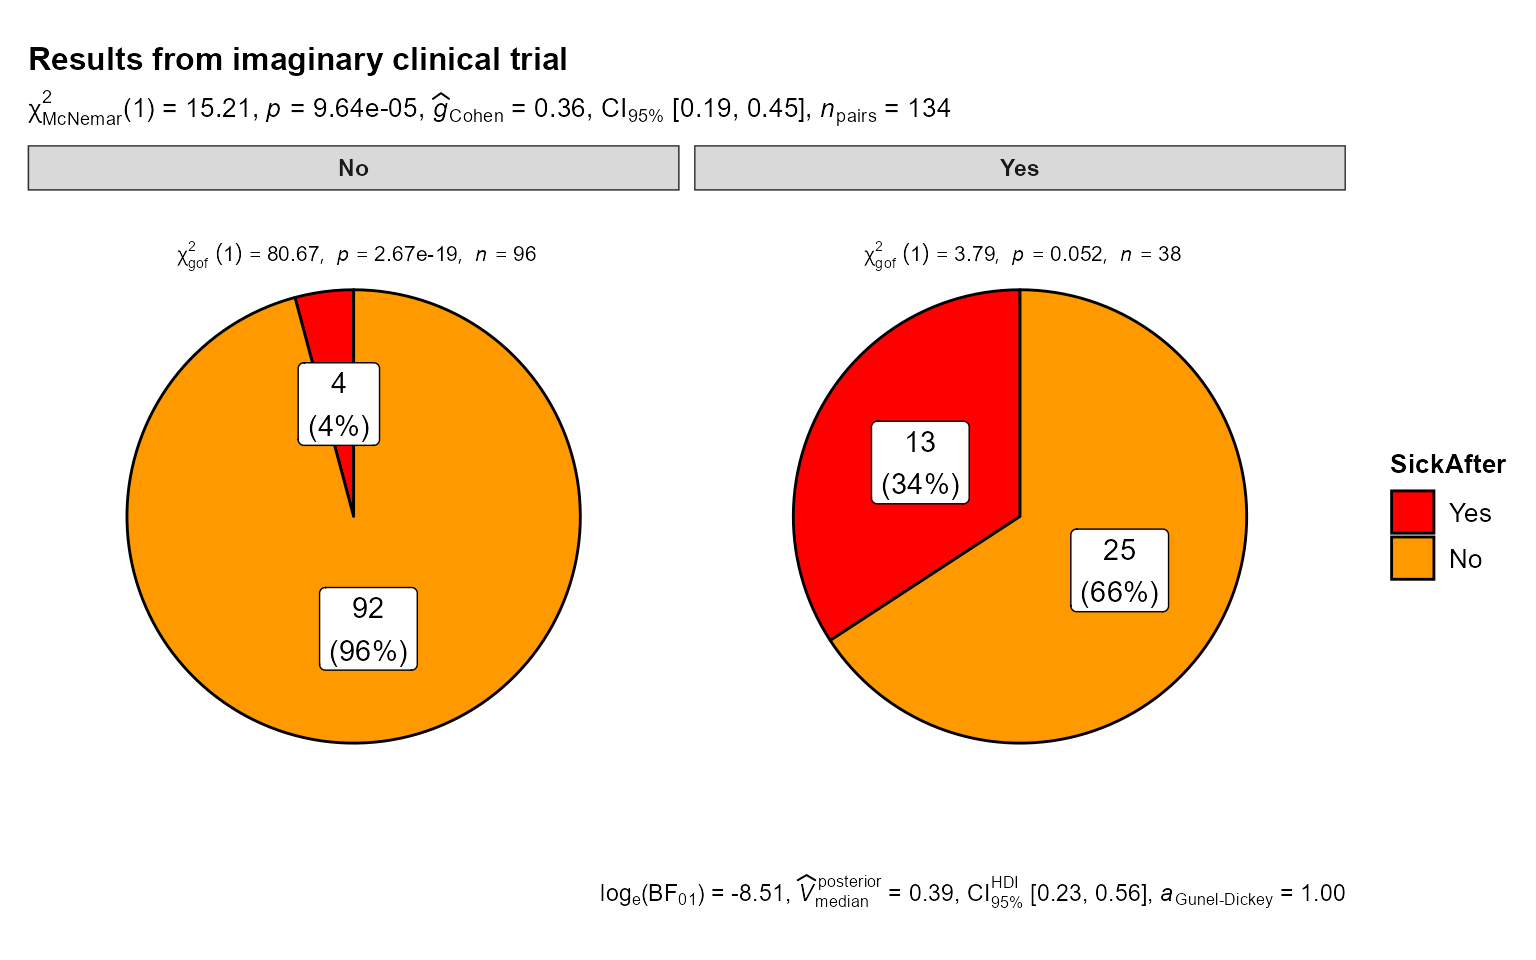 Results from imaginary clinical trial
χ²McNemar(1) = 15.21, p = 9.64e-05, ĝCohen = 0.36, CI95% [0.19, 0.45], npairs = 134
No
Yes
χ²gof (1) = 80.67, p = 2.67e-19, n = 96
χ²gof (1) = 3.79, p = 0.052, n = 38
4
(4%)
92
(96%)
13
(34%)
25
(66%)
SickAfter
Yes
No
loge(BF01) = -8.51, V̂posterior median = 0.39, CI HDI 95% [0.23, 0.56], aGunel-Dickey = 1.00